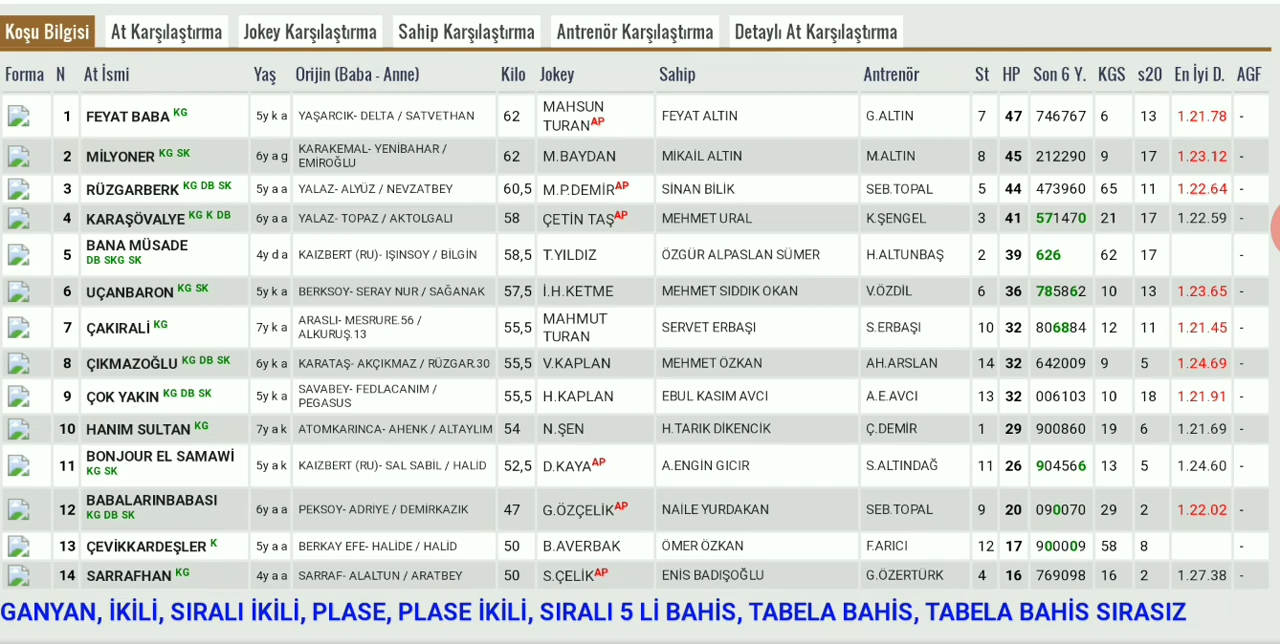 Koşu Bilgisi At Karşılaştırma Jokey Karşılaştırma Sahip Karşılaştırma Antrenör Karşılaştırma Detaylı At Karşılaştırma
Forma N At İsmi Yaş Orijin (Baba - Anne) Kilo Jokey Sahip Antrenör St HP Son 6 Y. KGS s20 En İyi D. AGF
1 FEYAT BABA KG 5y k a YAŞARCIK- DELTA / SATVETHAN 62 MAHSUN
TURAN AP FEYAT ALTIN G.ALTIN 7 47 746767 6 13 1.21.78 -
2 MİLYONER KG SK 6y a g KARAKEMAL- YENİBAHAR /
EMİROĞLU 62 M.BAYDAN MİKAİL ALTIN M.ALTIN 8 45 212290 9 17 1.23.12 -
3 RÜZGARBERK KG DB SK 5y a a YALAZ- ALYÜZ / NEVZATBEY 60,5 M.P.DEMİR AP SİNAN BİLİK SEB.TOPAL 5 44 473960 65 11 1.22.64 -
4 KARAŞÖVALYE KG K DB 6y a a YALAZ- TOPAZ / AKTOLGALI 58 ÇETİN TAŞ AP MEHMET URAL K.ŞENGEL 3 41 571470 21 17 1.22.59 -
5 BANA MÜSADE
DB SKG SK 4y d a KAIZBERT (RU)- IŞINSOY / BİLGİN 58,5 T.YILDIZ ÖZGÜR ALPASLAN SÜMER H.ALTUNBAŞ 2 39 626 62 17 -
6 UÇANBARON KG SK 5y k a BERKSOY- SERAY NUR / SAĞANAK 57,5 İ.H.KETME MEHMET SIDDIK OKAN V.ÖZDİL 6 36 785862 10 13 1.23.65 -
7 ÇAKIRALİ KG 7y k a ARASLI- MESRURE.56 /
ALKURUŞ.13 55,5 MAHMUT
TURAN SERVET ERBAŞI S.ERBAŞI 10 32 806884 12 11 1.21.45 -
8 ÇIKMAZOĞLU KG DB SK 6y k a KARATAŞ- AKÇIKMAZ / RÜZGAR.30 55,5 V.KAPLAN MEHMET ÖZKAN AH.ARSLAN 14 32 642009 9 5 1.24.69 -
9 ÇOK YAKIN KG DB SK 5y k a SAVABEY- FEDLACANIM /
PEGASUS 55,5 H.KAPLAN EBUL KASIM AVCI A.E.AVCI 13 32 006103 10 18 1.21.91 -
10 HANIM SULTAN KG 7y a k ATOMKARINCA- AHENK / ALTAYLIM 54 N.ŞEN H.TARIK DİKENCİK Ç.DEMİR 1 29 900860 19 6 1.21.69 -
11 BONJOUR EL SAMAWİ
KG SK 5y a k KAIZBERT (RU)- SAL SABİL / HALİD 52,5 D.KAYA AP A.ENGİN GICIR S.ALTINDAĞ 11 26 904566 13 5 1.24.60 -
12 BABALARINBABASI
KG DB SK 6y a a PEKSOY- ADRİYE / DEMİRKAZIK 47 G.ÖZÇELİK AP NAİLE YURDAKAN SEB.TOPAL 9 20 090070 29 2 1.22.02 -
13 ÇEVİKKARDEŞLER K 5y a a BERKAY EFE- HALİDE / HALİD 50 B.AVERBAK ÖMER ÖZKAN F.ARICI 12 17 900009 58 8 -
14 SARRAFHAN KG 4y a a SARRAF- ALALTUN / ARATBEY 50 S.ÇELİK AP ENİS BADIŞOĞLU G.ÖZERTÜRK 4 16 769098 16 2 1.27.38 -
GANYAN, İKİLİ, SIRALI İKİLİ, PLASE, PLASE İKİLİ, SIRALI 5 Lİ BAHİS, TABELA BAHİS, TABELA BAHİS SIRASIZ